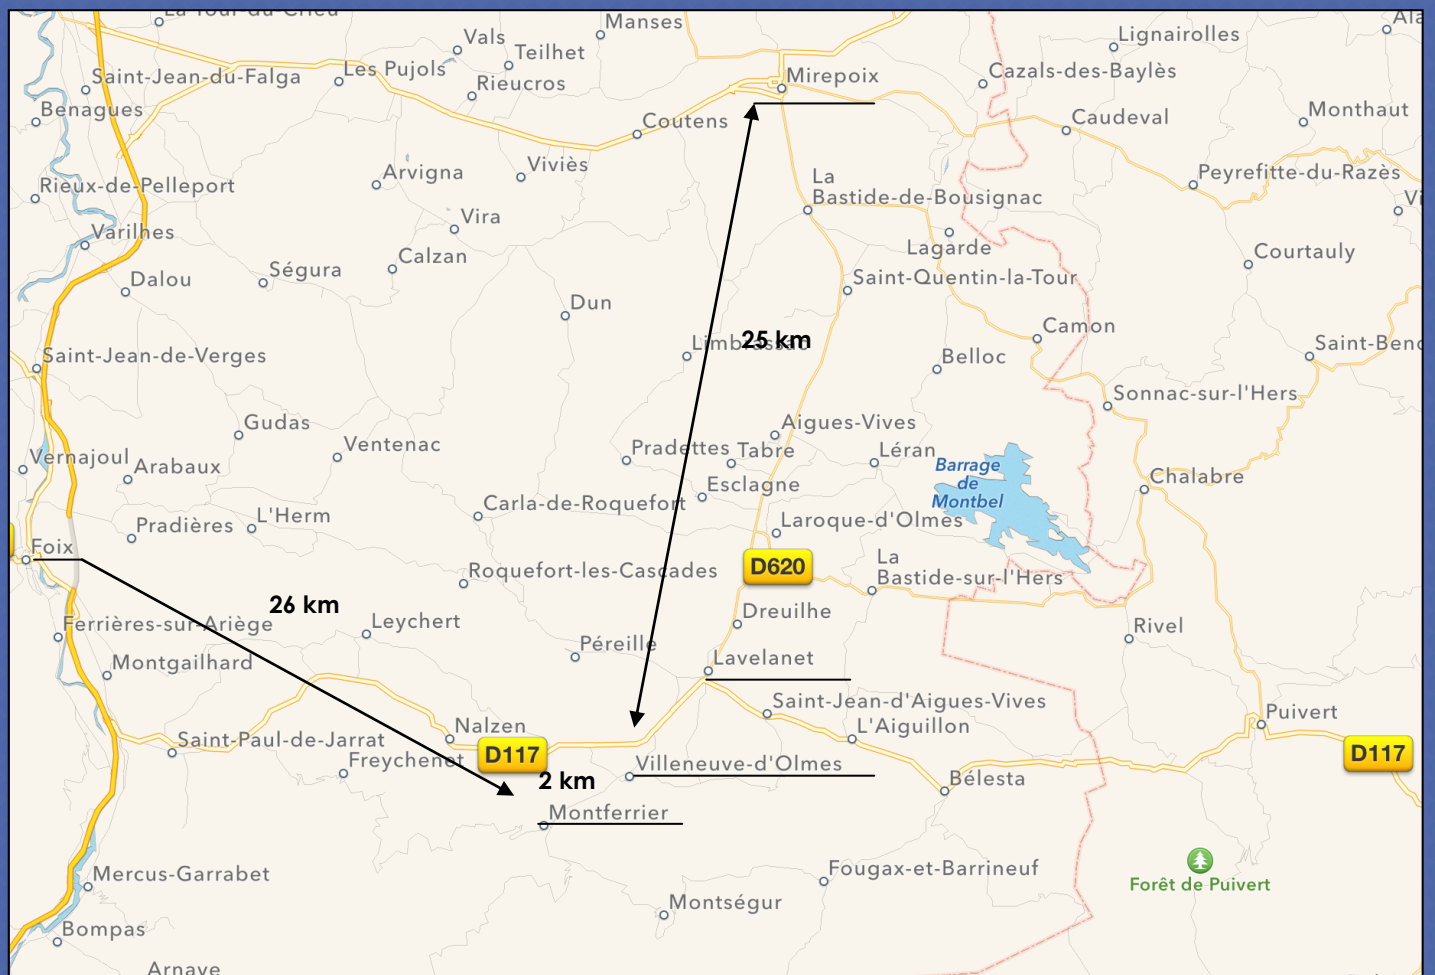 La Tour-du-Crieu
Manses
Vals
Teilhet
Lignairolles
Saint-Jean-du-Falga
Les Pujols
Rieucros
Mirepoix
Cazals-des-Baylès
Benagues
Coutens
Caudeval
Monthaut
Arvigna
Viviès
Rieux-de-Pelleport
La
Bastide-de-Bousignac
Peyrefitte-du-Razès
Varilhes
Vira
Lagarde
Calzan
Courtauly
Dalou
Ségura
Saint-Quentin-la-Tour
Dun
Camon
25 km
Limbrassac
Saint-Jean-de-Verges
Belloc
Sonnac-sur-l'Hers
Gudas
Aigues-Vives
Ventenac
Pradettes
Tabre
Léran
Vernajoul
Arabaux
Barrage
de
Montbel
Chalabre
Esclagne
Carla-de-Roquefort
L'Herm
Pradières
Laroque-d'Olmes
Foix
D620
La
Bastide-sur-l'Hers
Roquefort-les-Cascades
26 km
Dreuilhe
Ferrières-sur-Ariège
Leychert
Rivel
Péreille
Montgailhard
Lavelanet
Saint-Jean-d'Aigues-Vives
Puivert
Nalzen
L'Aiguillon
Saint-Paul-de-Jarrat
D117
D117
Freychenet
Villeneuve-d'Olmes
2 km
Bélesta
Montferrier
Mercus-Garrabet
Fougax-et-Barrineuf
Forêt de Puivert
Montségur
Bompas
Arnave